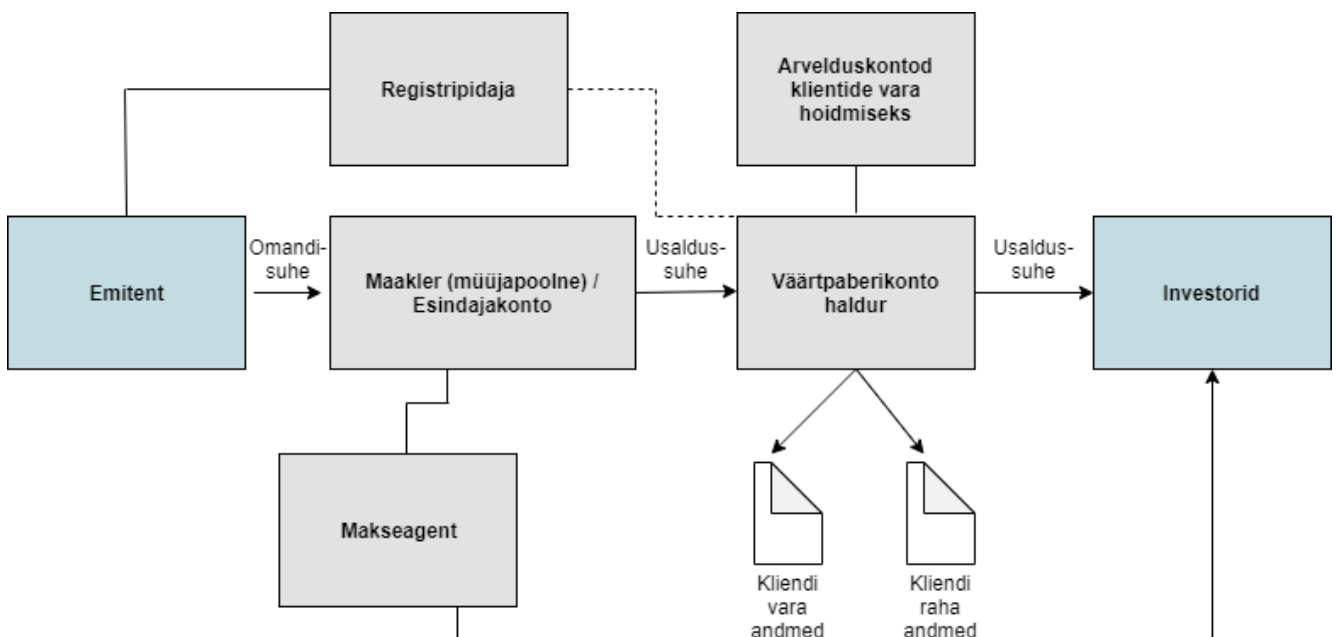 Registripidaja
Arvelduskontod
klientide vara
hoidmiseks
Emitent
Omandi-
suhe
Maakler (müüjapoolne) /
Esindajakonto
Usaldus-
suhe
Väärtpaberikonto
haldur
Usaldus-
suhe
Investorid
Makseagent
Kliendi
vara
andmed
Kliendi
raha
andmed